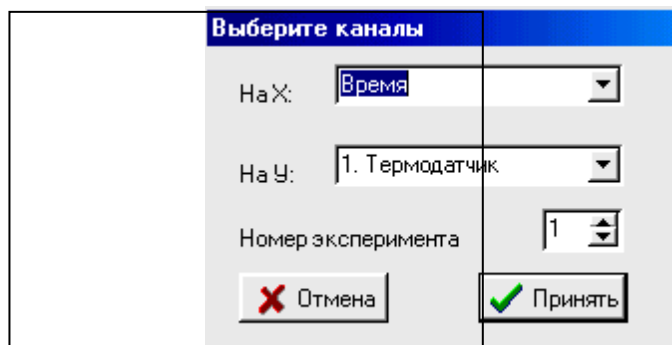 Выберите каналы
На X: Время
На У: 1. Термодатчик
Номер эксперимента 1
Отмена Принять